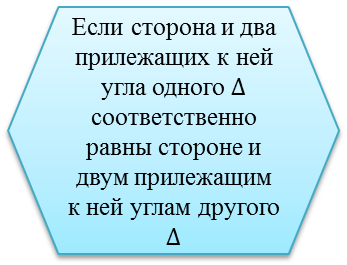 Если сторона и два
прилежащих к ней
угла одного Δ
соответственно
равны стороне и
двум прилежащим
к ней углам другого
Δ